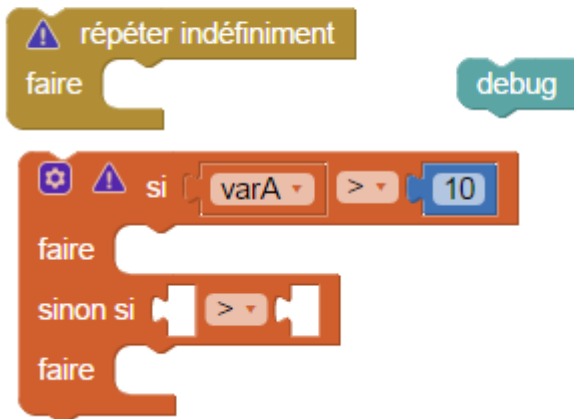 répéter indéfiniment
faire
debug
si varA > 10
faire
sinon si >
faire